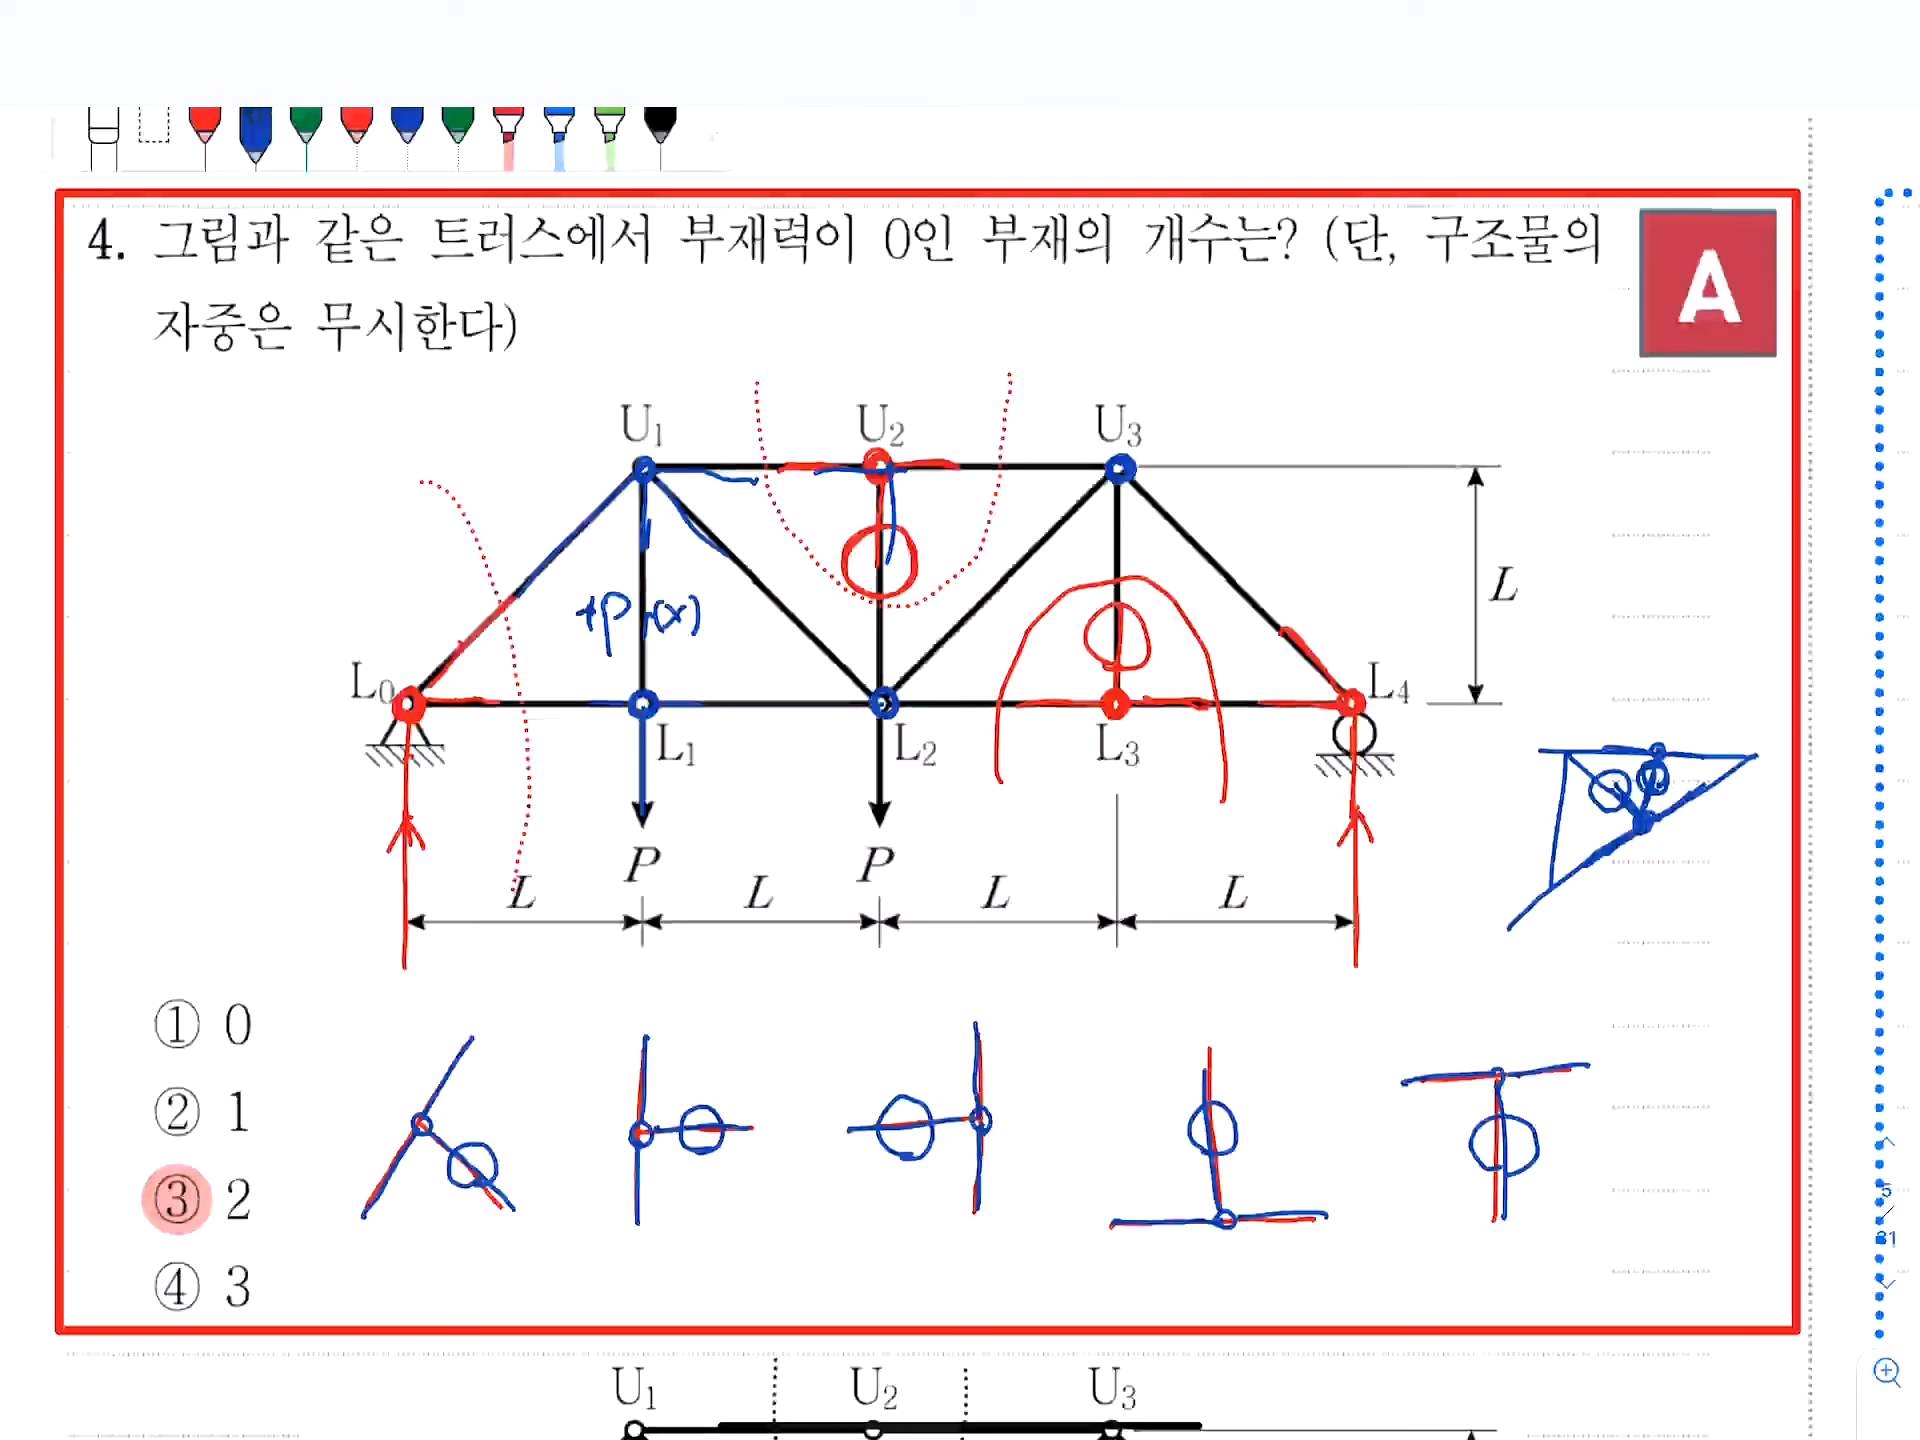 4. 그림과 같은 트러스에서 부재력이 0인 부재의 개수는? (단, 구조물의
자중은 무시한다)
A
U1 U2 U3
L
+P (x)
L0 L4
L1 L2 L3
P P
L L L L
① 0
② 1
③ 2
④ 3
5
/
31
U1 U2 U3